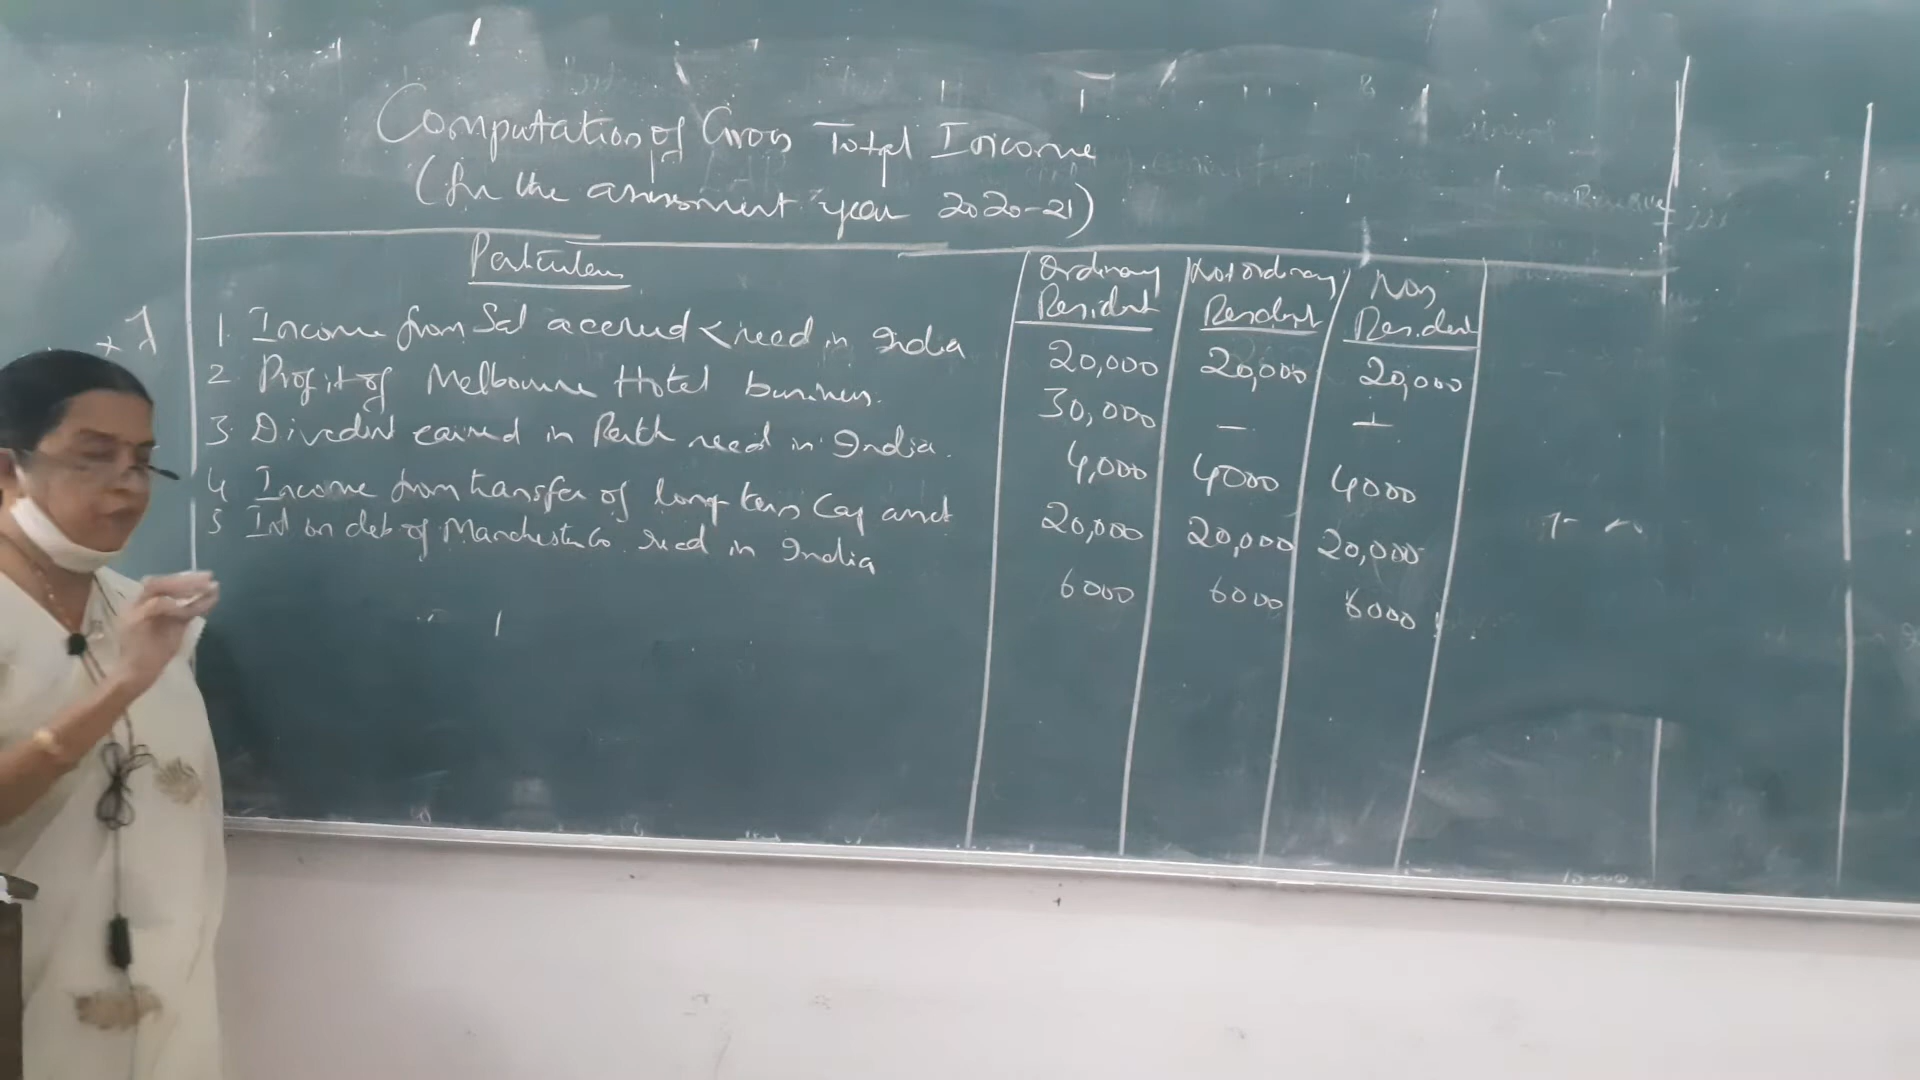 Computation of Gross Total Income
(for the assessment year 2020-21)
Particulars
Ordinary Resident
Not ordinary Resident
Non Resident
1. Income from Sal accrued < recd in India 20,000 20,000 20,000
2. Profit of Melbourne Hotel business. 30,000 — —
3. Dividend earned in Perth recd in India. 4,000 4000 4000
4 Income from transfer of long term Cap asset 20,000 20,000 20,000
5 Int on deb of Manchester Co. recd in India 6000 6000 6000